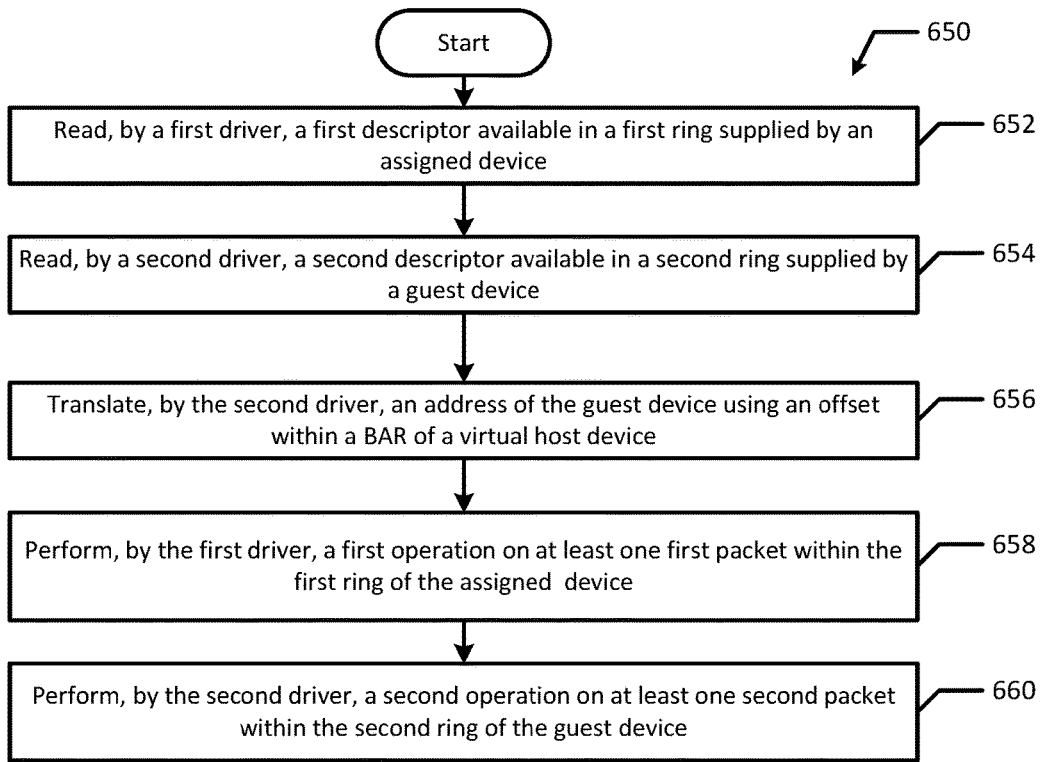 Start
650
Read, by a first driver, a first descriptor available in a first ring supplied by an
assigned device
652
Read, by a second driver, a second descriptor available in a second ring supplied by
a guest device
654
Translate, by the second driver, an address of the guest device using an offset
within a BAR of a virtual host device
656
Perform, by the first driver, a first operation on at least one first packet within the
first ring of the assigned device
658
Perform, by the second driver, a second operation on at least one second packet
within the second ring of the guest device
660